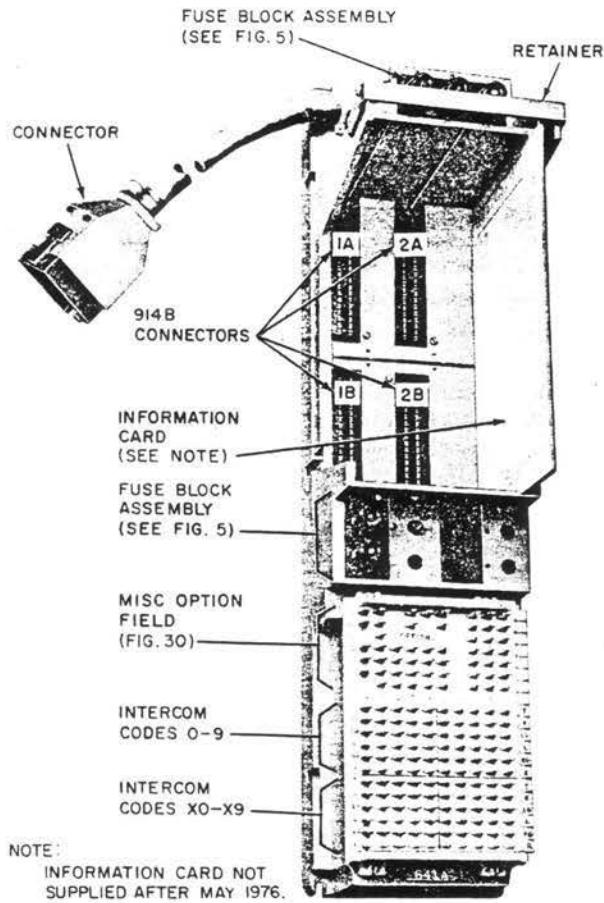 FUSE BLOCK ASSEMBLY
(SEE FIG. 5)
RETAINER
CONNECTOR
1A
2A
914B
CONNECTORS
1B
2B
INFORMATION
CARD
(SEE NOTE)
FUSE BLOCK
ASSEMBLY
(SEE FIG. 5)
MISC OPTION
FIELD
(FIG. 30)
INTERCOM
CODES 0-9
INTERCOM
CODES X0-X9
641A
NOTE:
INFORMATION CARD NOT
SUPPLIED AFTER MAY 1976.